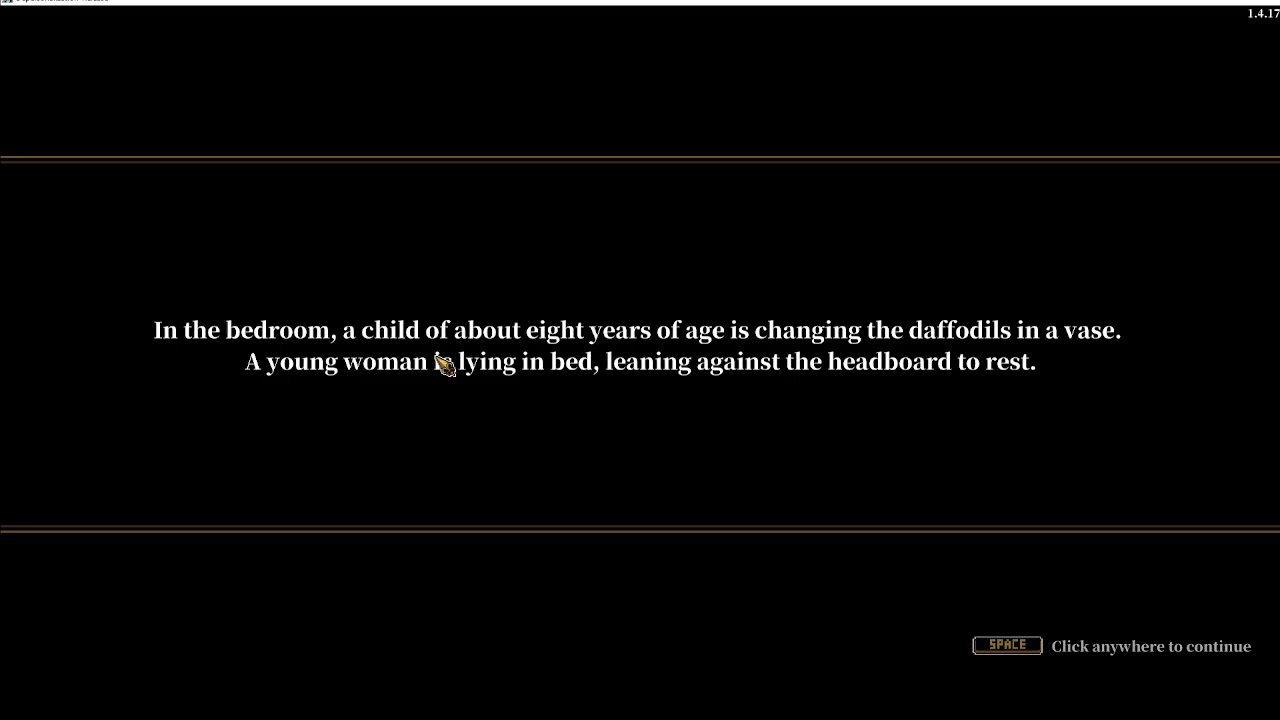 1.4.17
In the bedroom, a child of about eight years of age is changing the daffodils in a vase.
A young woman is lying in bed, leaning against the headboard to rest.
SPACE Click anywhere to continue